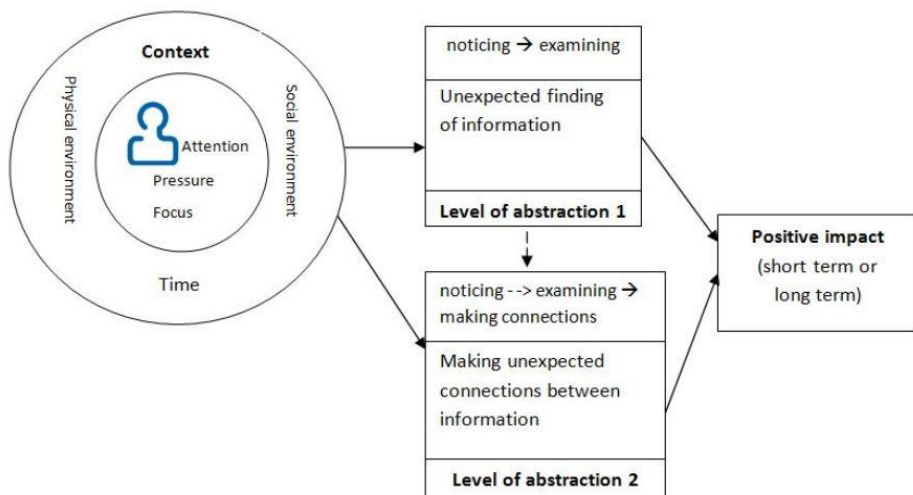 Context
Physical environment
Social environment
Attention
Pressure
Focus
Time
noticing → examining
Unexpected finding
of information
Level of abstraction 1
noticing --> examining →
making connections
Making unexpected
connections between
information
Level of abstraction 2
Positive impact
(short term or
long term)